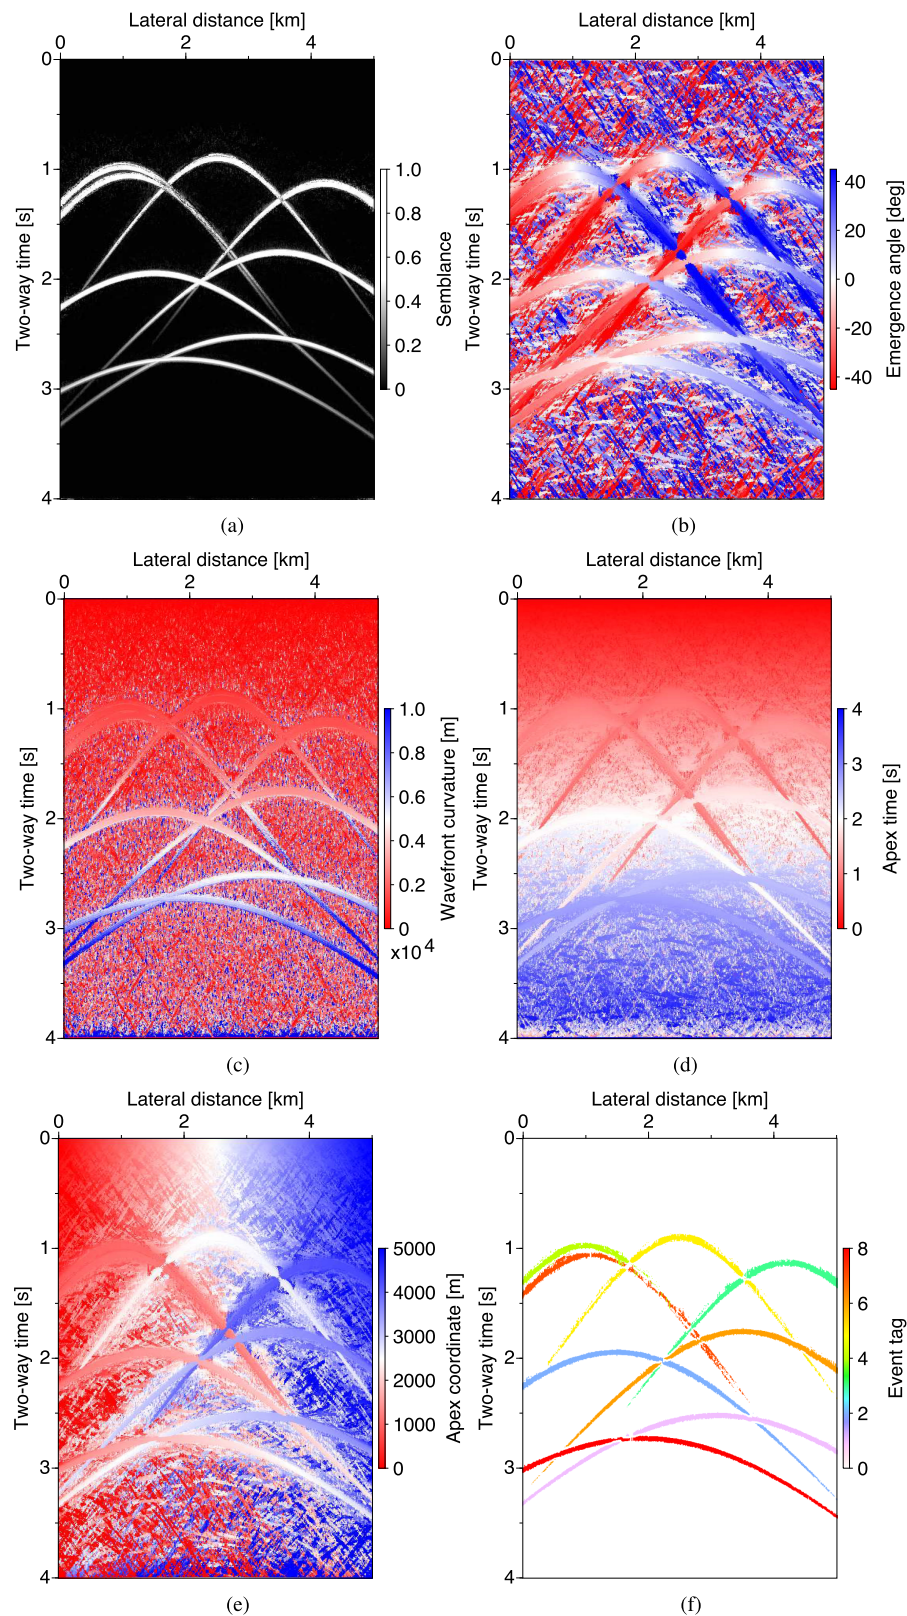 Lateral distance [km]
0 2 4
0
1
2
3
4
Two-way time [s]
1.0
0.8
0.6
0.4
0.2
0
Semblance
(a)
Lateral distance [km]
0 2 4
0
1
2
3
4
Two-way time [s]
40
20
0
-20
-40
Emergence angle [deg]
(b)
Lateral distance [km]
0 2 4
0
1
2
3
4
Two-way time [s]
1.0
0.8
0.6
0.4
0.2
0
x10^4
Wavefront curvature [m]
(c)
Lateral distance [km]
0 2 4
0
1
2
3
4
Two-way time [s]
4
3
2
1
0
Apex time [s]
(d)
Lateral distance [km]
0 2 4
0
1
2
3
4
Two-way time [s]
5000
4000
3000
2000
1000
0
Apex coordinate [m]
(e)
Lateral distance [km]
0 2 4
0
1
2
3
4
Two-way time [s]
8
6
4
2
0
Event tag
(f)